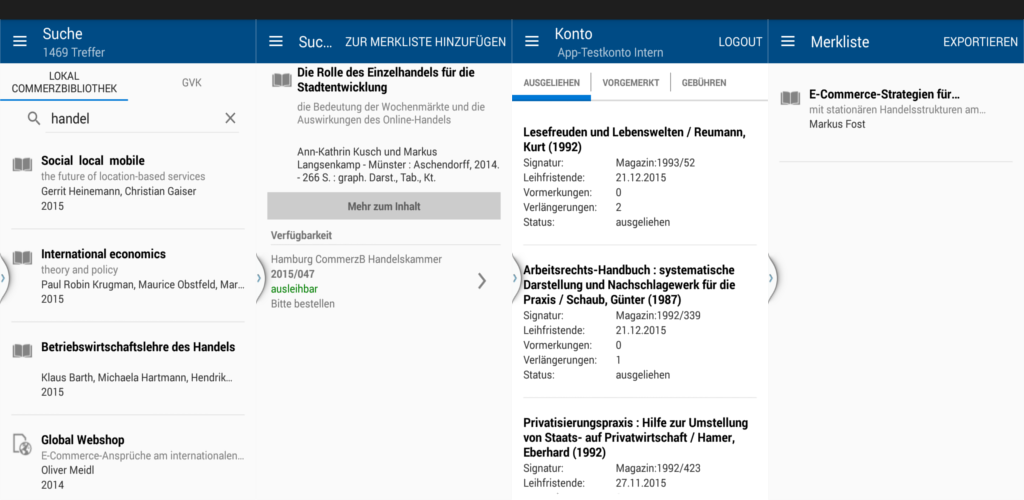 Suche
1469 Treffer
LOKAL
COMMERZBIBLIOTHEK
GVK
handel
Social local mobile
the future of location-based services
Gerrit Heinemann, Christian Gaiser
2015
International economics
theory and policy
Paul Robin Krugman, Maurice Obstfeld, Mar...
2015
Betriebswirtschaftslehre des Handels
Klaus Barth, Michaela Hartmann, Hendrik...
2015
Global Webshop
E-Commerce-Ansprüche am internationalen...
Oliver Meidl
2014
Suc... ZUR MERKLISTE HINZUFÜGEN
Die Rolle des Einzelhandels für die
Stadtentwicklung
die Bedeutung der Wochenmärkte und die
Auswirkungen des Online-Handels
Ann-Kathrin Kusch und Markus
Langsenkamp - Münster : Aschendorff, 2014.
- 266 S. : graph. Darst., Tab., Kt.
Mehr zum Inhalt
Verfügbarkeit
Hamburg CommerzB Handelskammer
2015/047
ausleihbar
Bitte bestellen
Konto
App-Testkonto Intern
LOGOUT
AUSGELIEHEN VORGEMERKT GEBÜHREN
Lesefreuden und Lebenswelten / Reumann,
Kurt (1992)
Signatur: Magazin:1993/52
Leihfristende: 21.12.2015
Vormerkungen: 0
Verlängerungen: 2
Status: ausgeliehen
Arbeitsrechts-Handbuch : systematische
Darstellung und Nachschlagewerk für die
Praxis / Schaub, Günter (1987)
Signatur: Magazin:1992/339
Leihfristende: 21.12.2015
Vormerkungen: 0
Verlängerungen: 1
Status: ausgeliehen
Privatisierungspraxis : Hilfe zur Umstellung
von Staats- auf Privatwirtschaft / Hamer,
Eberhard (1992)
Signatur: Magazin:1992/423
Leihfristende: 27.11.2015
Merkliste EXPORTIEREN
E-Commerce-Strategien für...
mit stationären Handelsstrukturen am...
Markus Fost